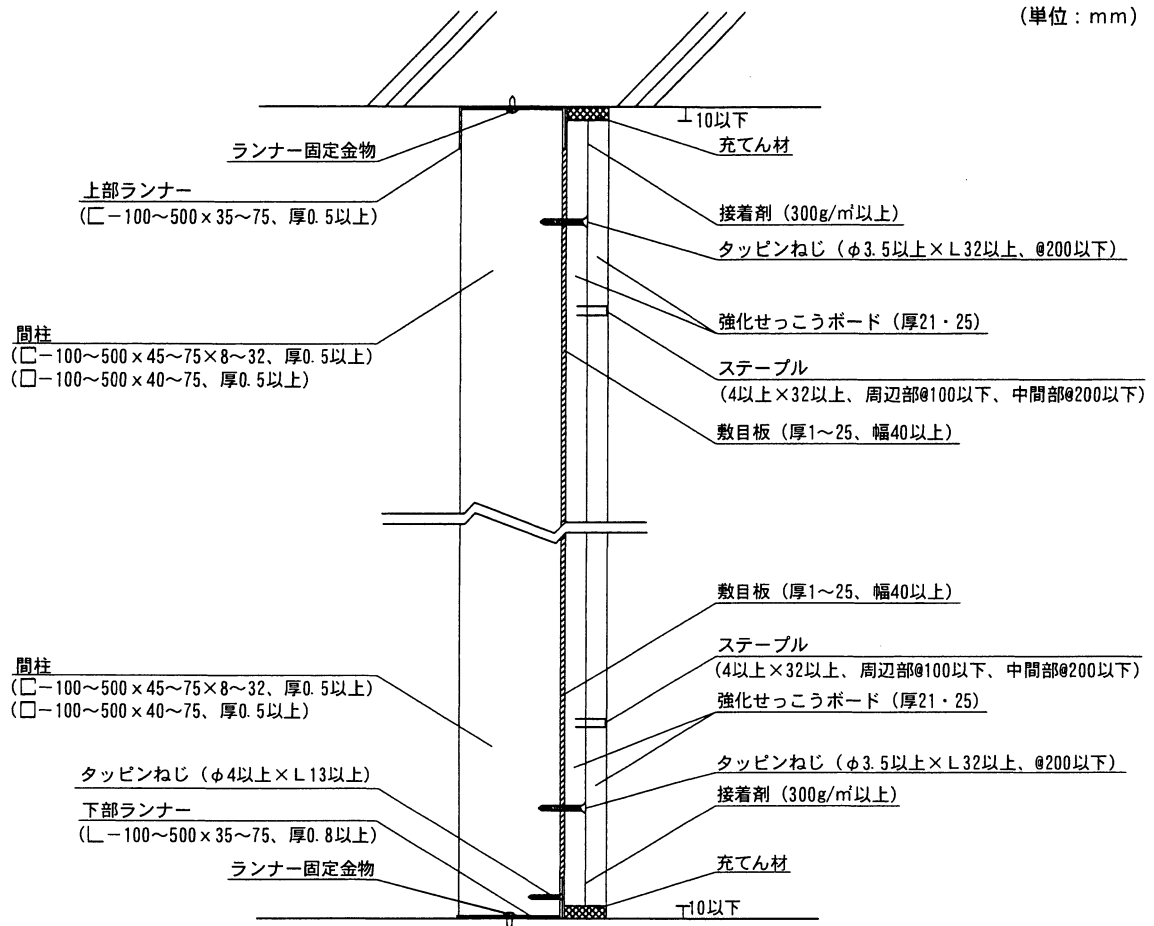 (単位:mm)
10以下
充てん材
ランナー固定金物
上部ランナー
(⊏-100~500×35~75、厚0.5以上)
接着剤(300g/㎡以上)
タッピンねじ(φ3.5以上×L32以上、@200以下)
強化せっこうボード(厚21・25)
間柱
(□-100~500×45~75×8~32、厚0.5以上)
(□-100~500×40~75、厚0.5以上)
ステープル
(4以上×32以上、周辺部@100以下、中間部@200以下)
敷目板(厚1~25、幅40以上)
敷目板(厚1~25、幅40以上)
ステープル
(4以上×32以上、周辺部@100以下、中間部@200以下)
間柱
(□-100~500×45~75×8~32、厚0.5以上)
(□-100~500×40~75、厚0.5以上)
強化せっこうボード(厚21・25)
タッピンねじ(φ4以上×L13以上)
タッピンねじ(φ3.5以上×L32以上、@200以下)
接着剤(300g/㎡以上)
下部ランナー
(∟-100~500×35~75、厚0.8以上)
ランナー固定金物
充てん材
10以下